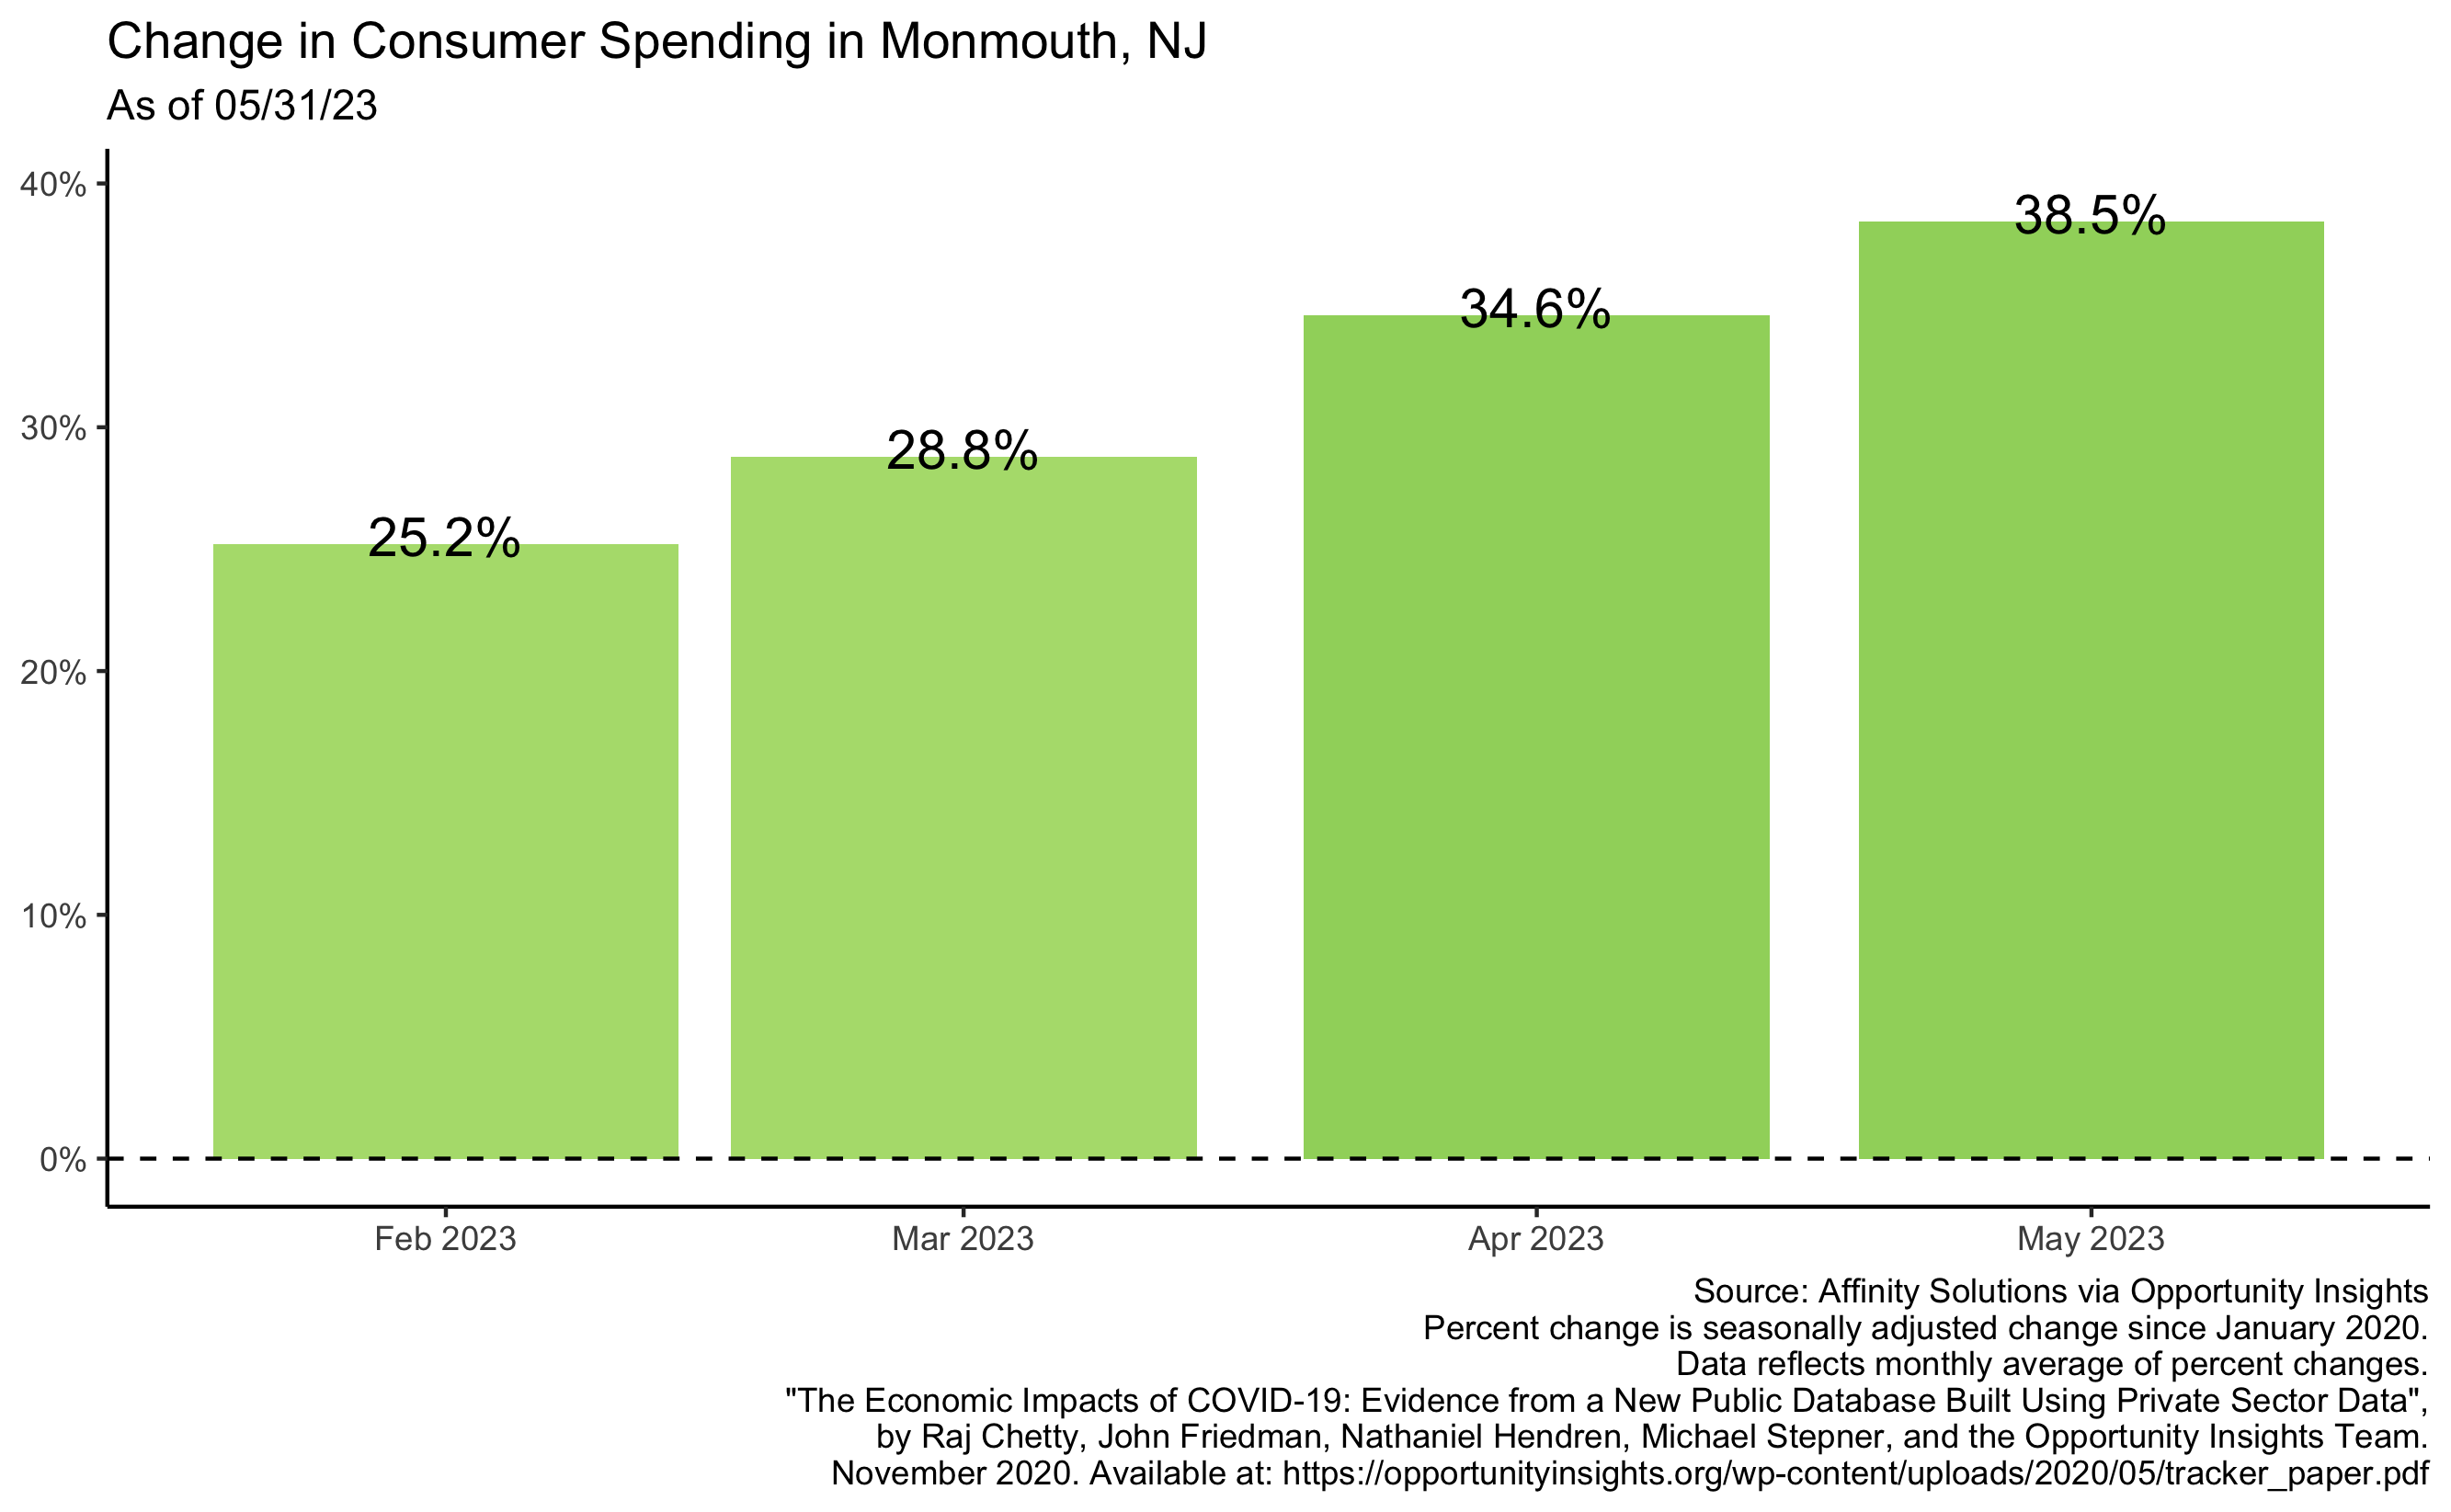 Change in Consumer Spending in Monmouth, NJ
As of 05/31/23
40%
30%
20%
10%
0%
25.2%
28.8%
34.6%
38.5%
Feb 2023
Mar 2023
Apr 2023
May 2023
Source: Affinity Solutions via Opportunity Insights
Percent change is seasonally adjusted change since January 2020.
Data reflects monthly average of percent changes.
"The Economic Impacts of COVID-19: Evidence from a New Public Database Built Using Private Sector Data",
by Raj Chetty, John Friedman, Nathaniel Hendren, Michael Stepner, and the Opportunity Insights Team.
November 2020. Available at: https://opportunityinsights.org/wp-content/uploads/2020/05/tracker_paper.pdf